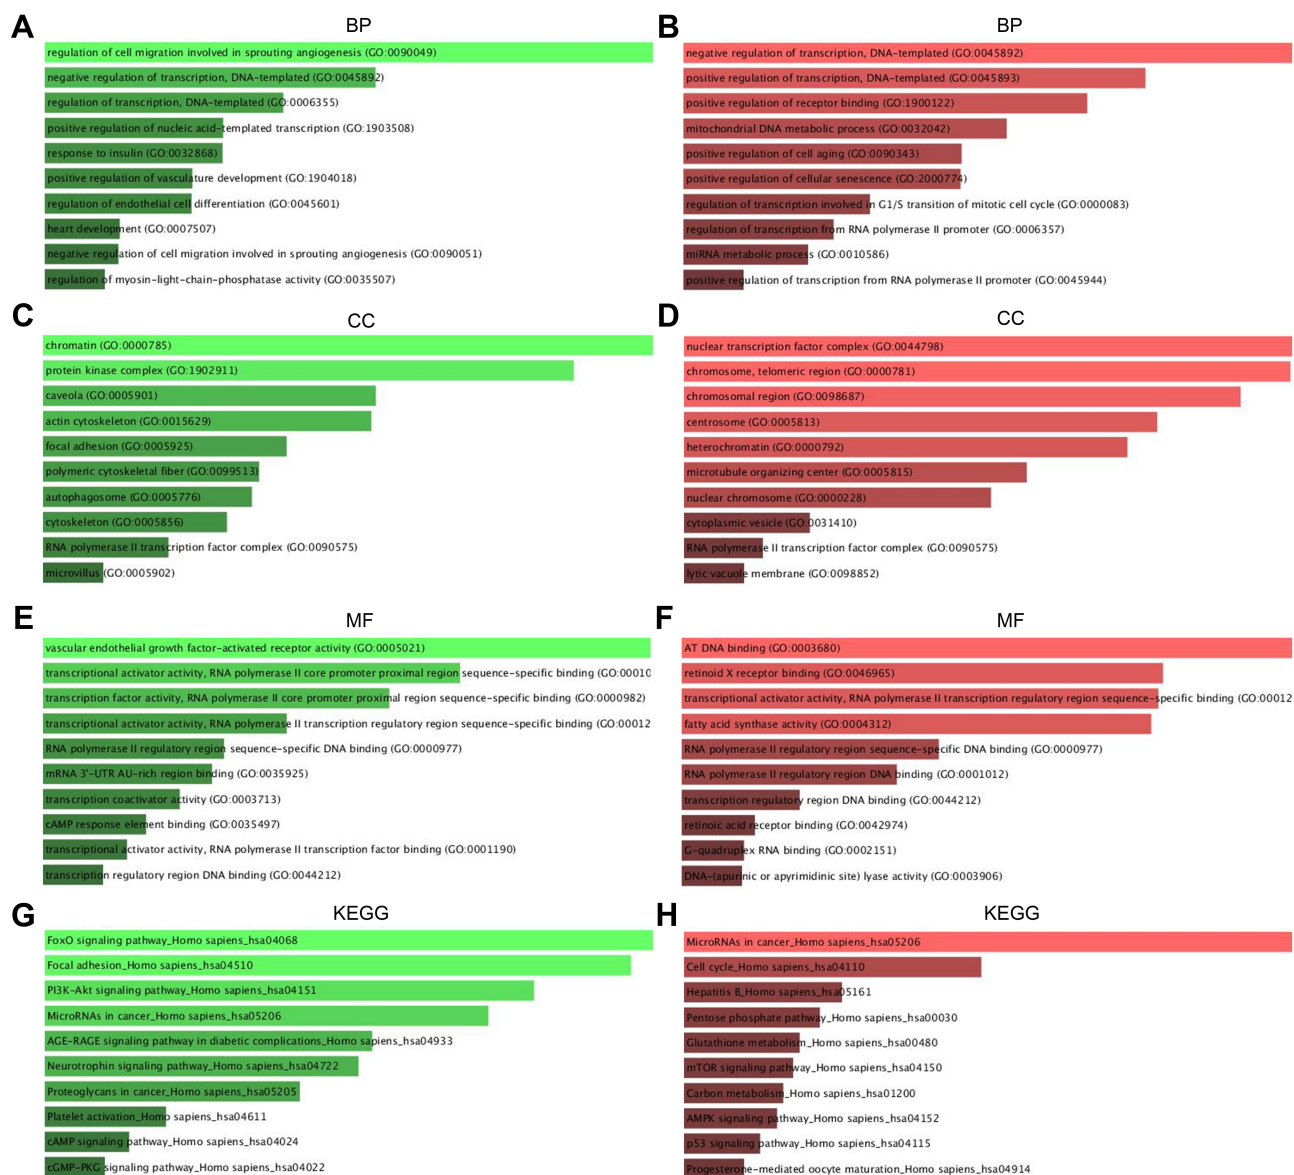 A
BP
regulation of cell migration involved in sprouting angiogenesis (GO:0090049)
negative regulation of transcription, DNA-templated (GO:0045892)
regulation of transcription, DNA-templated (GO:0006355)
positive regulation of nucleic acid-templated transcription (GO:1903508)
response to insulin (GO:0032868)
positive regulation of vasculature development (GO:1904018)
regulation of endothelial cell differentiation (GO:0045601)
heart development (GO:0007507)
negative regulation of cell migration involved in sprouting angiogenesis (GO:0090051)
regulation of myosin-light-chain-phosphatase activity (GO:0035507)
B
BP
negative regulation of transcription, DNA-templated (GO:0045892)
positive regulation of transcription, DNA-templated (GO:0045893)
positive regulation of receptor binding (GO:1900122)
mitochondrial DNA metabolic process (GO:0032042)
positive regulation of cell aging (GO:0090343)
positive regulation of cellular senescence (GO:2000774)
regulation of transcription involved in G1/S transition of mitotic cell cycle (GO:0000083)
regulation of transcription from RNA polymerase II promoter (GO:0006357)
miRNA metabolic process (GO:0010586)
positive regulation of transcription from RNA polymerase II promoter (GO:0045944)
C
CC
chromatin (GO:0000785)
protein kinase complex (GO:1902911)
caveola (GO:0005901)
actin cytoskeleton (GO:0015629)
focal adhesion (GO:0005925)
polymeric cytoskeletal fiber (GO:0099513)
autophagosome (GO:0005776)
cytoskeleton (GO:0005856)
RNA polymerase II transcription factor complex (GO:0090575)
microvillus (GO:0005902)
D
CC
nuclear transcription factor complex (GO:0044798)
chromosome, telomeric region (GO:0000781)
chromosomal region (GO:0098687)
centrosome (GO:0005813)
heterochromatin (GO:0000792)
microtubule organizing center (GO:0005815)
nuclear chromosome (GO:0000228)
cytoplasmic vesicle (GO:0031410)
RNA polymerase II transcription factor complex (GO:0090575)
lytic vacuole membrane (GO:0098852)
E
MF
vascular endothelial growth factor-activated receptor activity (GO:0005021)
transcriptional activator activity, RNA polymerase II core promoter proximal region sequence-specific binding (GO:00010
transcription factor activity, RNA polymerase II core promoter proximal region sequence-specific binding (GO:0000982)
transcriptional activator activity, RNA polymerase II transcription regulatory region sequence-specific binding (GO:00012
RNA polymerase II regulatory region sequence-specific DNA binding (GO:0000977)
mRNA 3'-UTR AU-rich region binding (GO:0035925)
transcription coactivator activity (GO:0003713)
cAMP response element binding (GO:0035497)
transcriptional activator activity, RNA polymerase II transcription factor binding (GO:0001190)
transcription regulatory region DNA binding (GO:0044212)
F
MF
AT DNA binding (GO:0003680)
retinoid X receptor binding (GO:0046965)
transcriptional activator activity, RNA polymerase II transcription regulatory region sequence-specific binding (GO:00012
fatty acid synthase activity (GO:0004312)
RNA polymerase II regulatory region sequence-specific DNA binding (GO:0000977)
RNA polymerase II regulatory region DNA binding (GO:0001012)
transcription regulatory region DNA binding (GO:0044212)
retinoic acid receptor binding (GO:0042974)
G-quadruplex RNA binding (GO:0002151)
DNA-(apurinic or apyrimidinic site) lyase activity (GO:0003906)
G
KEGG
FoxO signaling pathway_Homo sapiens_hsa04068
Focal adhesion_Homo sapiens_hsa04510
PI3K-Akt signaling pathway_Homo sapiens_hsa04151
MicroRNAs in cancer_Homo sapiens_hsa05206
AGE-RAGE signaling pathway in diabetic complications_Homo sapiens_hsa04933
Neurotrophin signaling pathway_Homo sapiens_hsa04722
Proteoglycans in cancer_Homo sapiens_hsa05205
Platelet activation_Homo sapiens_hsa04611
cAMP signaling pathway_Homo sapiens_hsa04024
cGMP-PKG signaling pathway_Homo sapiens_hsa04022
H
KEGG
MicroRNAs in cancer_Homo sapiens_hsa05206
Cell cycle_Homo sapiens_hsa04110
Hepatitis B_Homo sapiens_hsa05161
Pentose phosphate pathway_Homo sapiens_hsa00030
Glutathione metabolism_Homo sapiens_hsa00480
mTOR signaling pathway_Homo sapiens_hsa04150
Carbon metabolism_Homo sapiens_hsa01200
AMPK signaling pathway_Homo sapiens_hsa04152
p53 signaling pathway_Homo sapiens_hsa04115
Progesterone-mediated oocyte maturation_Homo sapiens_hsa04914